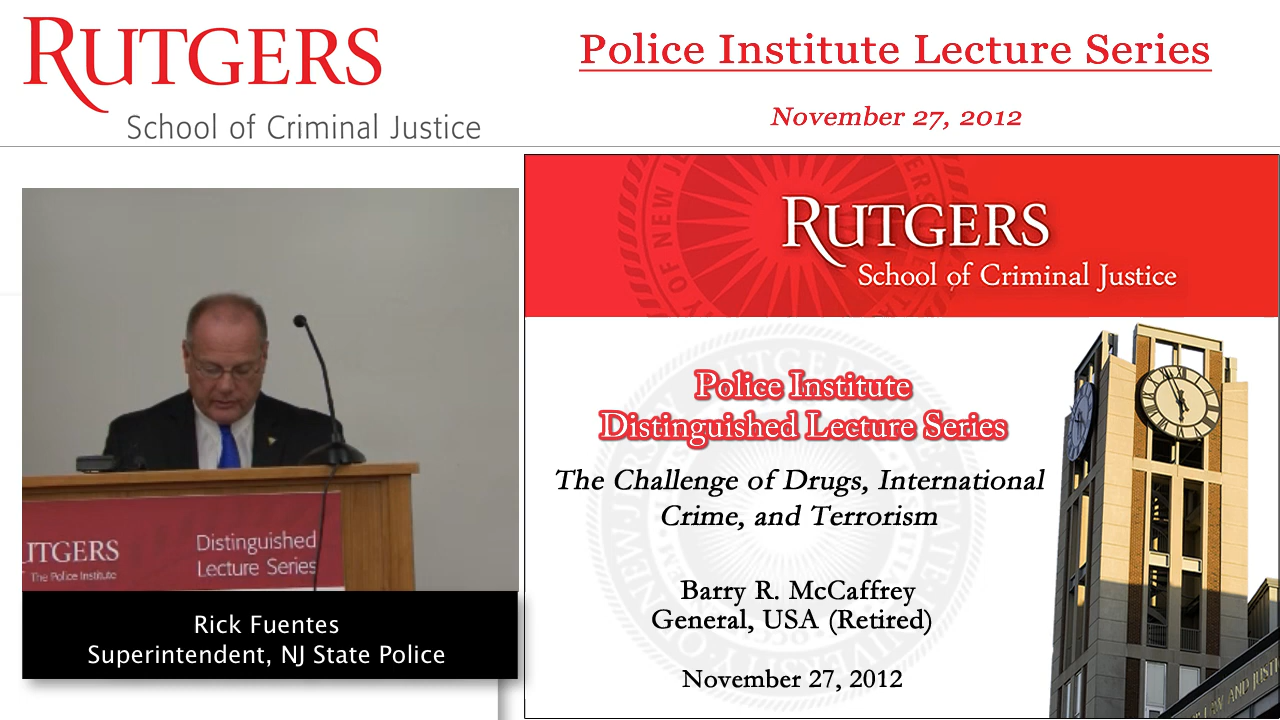 RUTGERS
School of Criminal Justice
Police Institute Lecture Series
November 27, 2012
RUTGERS
School of Criminal Justice
Police Institute
Distinguished Lecture Series
The Challenge of Drugs, International
Crime, and Terrorism
Barry R. McCaffrey
General, USA (Retired)
November 27, 2012
UTGERS
The Police Institute
Distinguished
Lecture Series
Rick Fuentes
Superintendent, NJ State Police